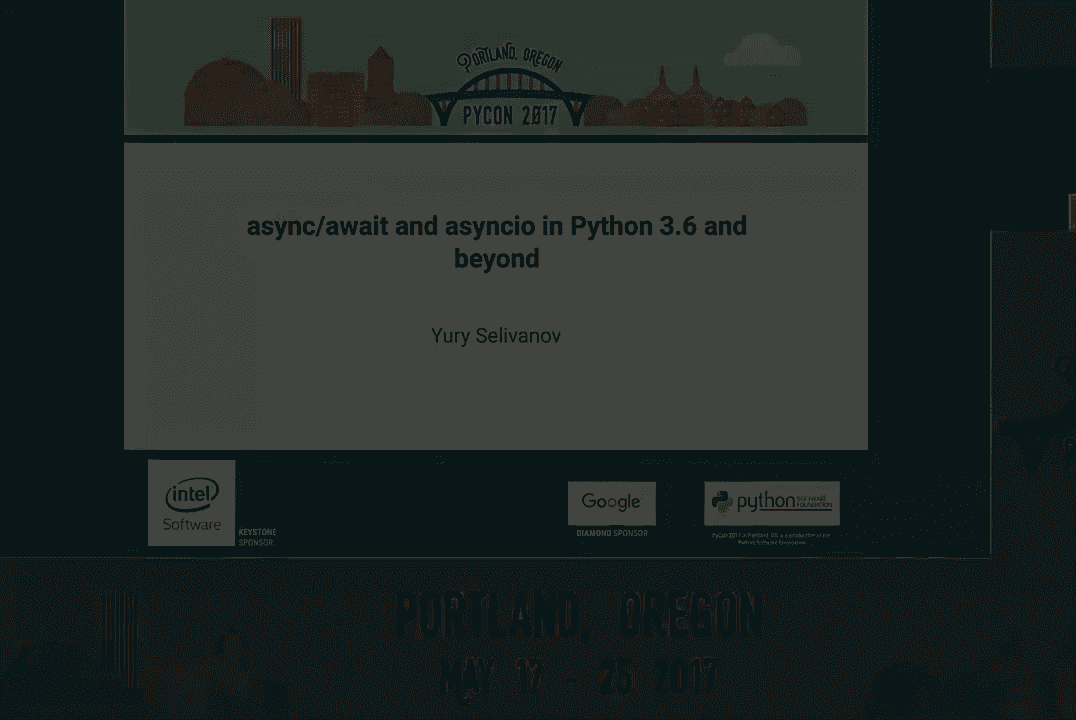 PORTLAND, OREGON
PYCON 2017
async/await and asyncio in Python 3.6 and
beyond
Yury Selivanov
intel
Software
KEYSTONE
SPONSOR
Google
DIAMOND SPONSOR
python
SOFTWARE
FOUNDATION
PyCon 2017 in Portland, OR is a production of the
Python Software Foundation
PORTLAND, OREGON
MAY 17 - 25 2017